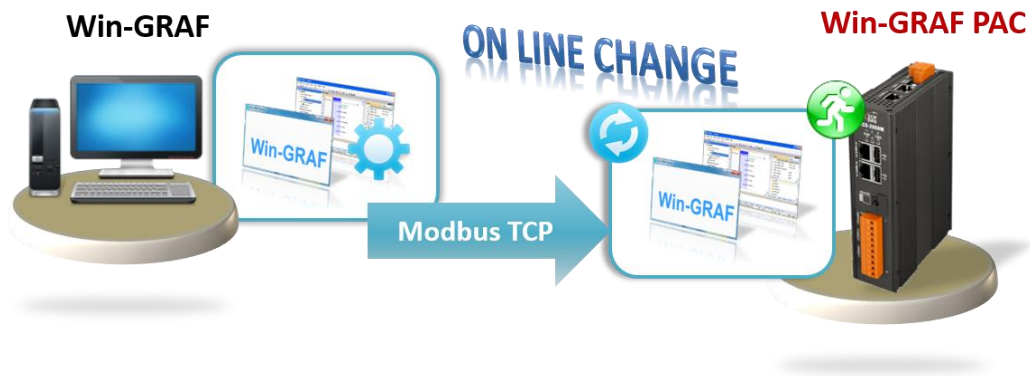 Win-GRAF
Win-GRAF PAC
ON LINE CHANGE
Win-GRAF
Win-GRAF
Modbus TCP